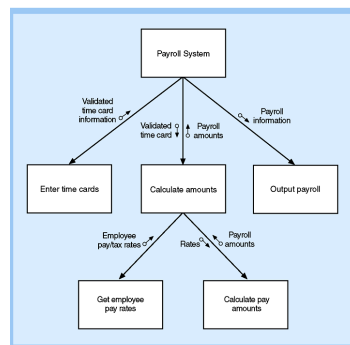 Payroll System
Validated
time card
information
Validated
time card
Payroll
amounts
Payroll
information
Enter time cards
Calculate amounts
Output payroll
Employee
pay/tax rates
Rates
Payroll
amounts
Get employee
pay rates
Calculate pay
amounts